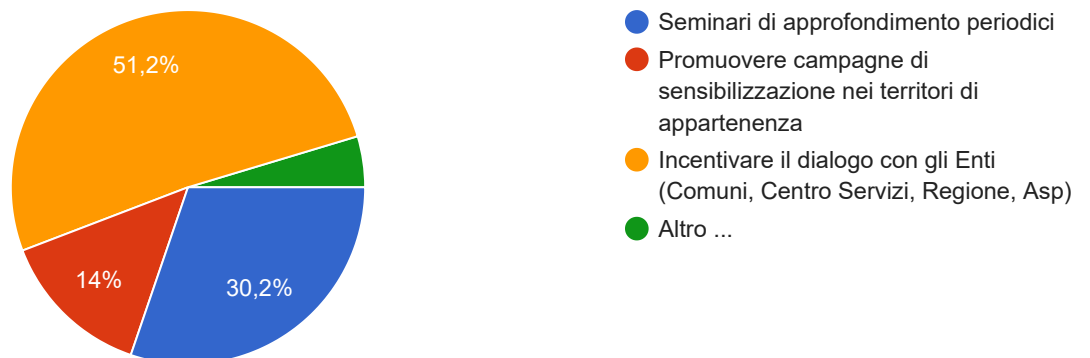 51,2%
14%
30,2%
Seminari di approfondimento periodici
Promuovere campagne di
sensibilizzazione nei territori di
appartenenza
Incentivare il dialogo con gli Enti
(Comuni, Centro Servizi, Regione, Asp)
Altro ...